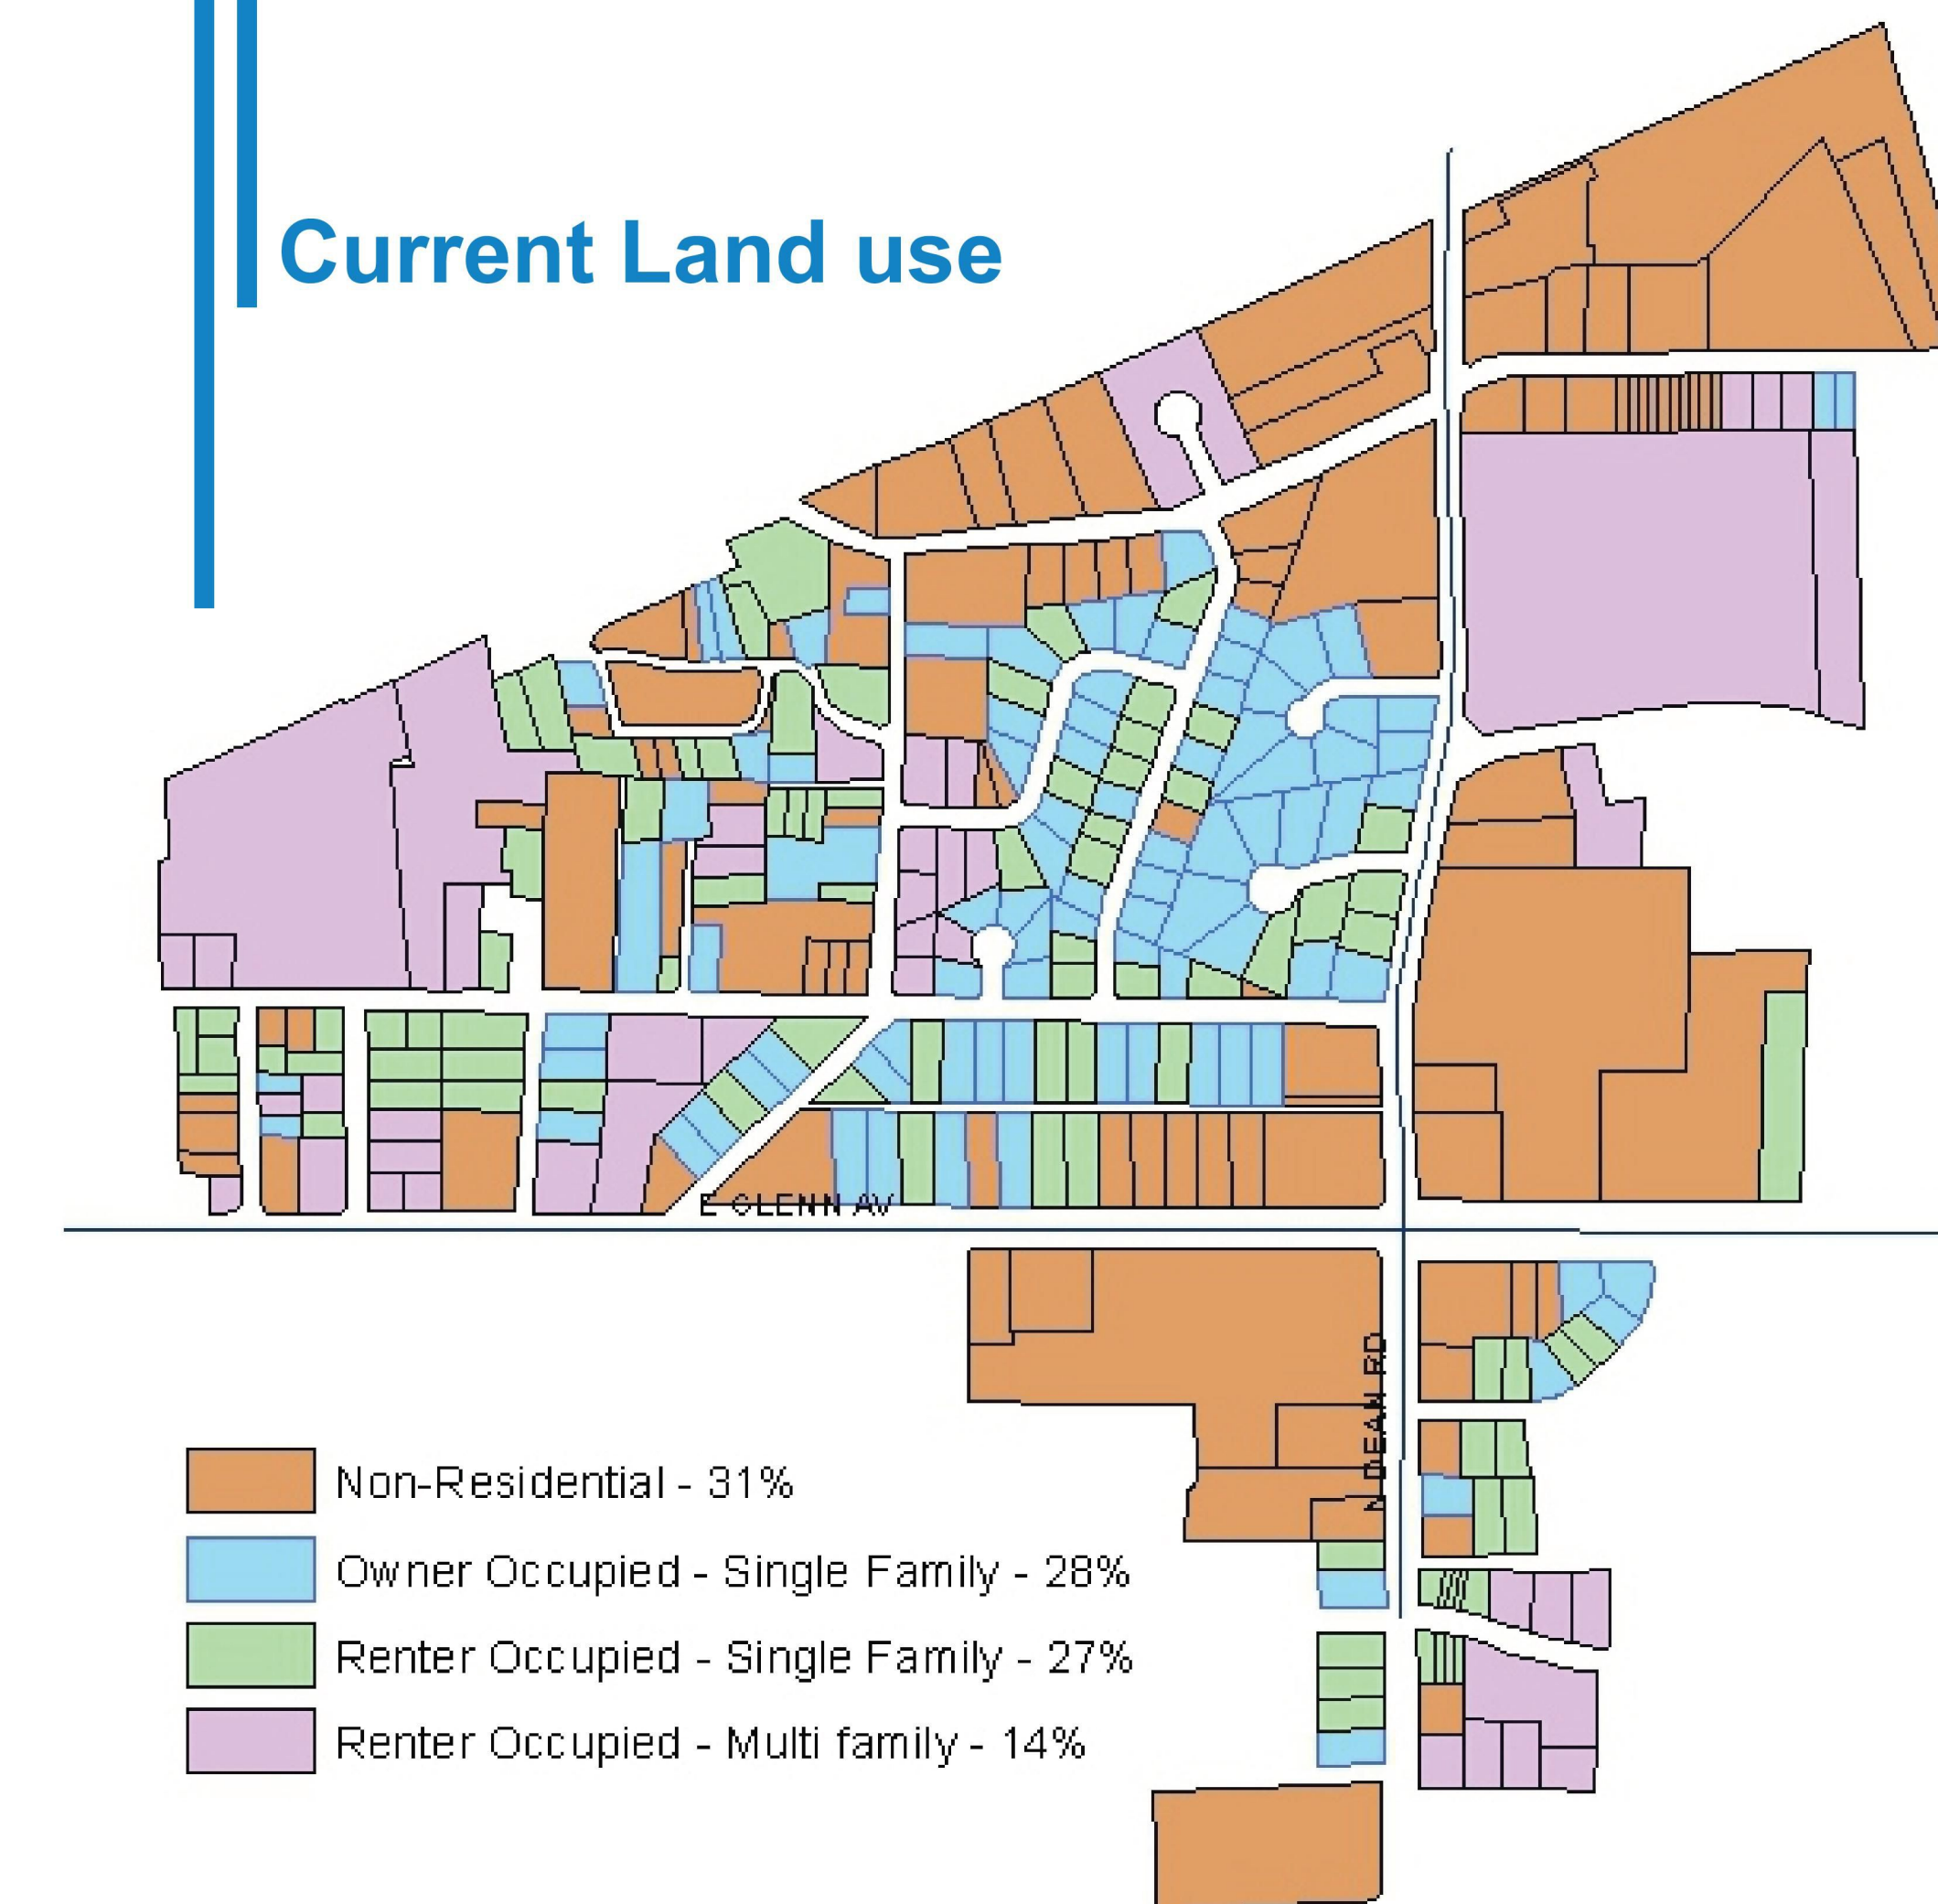 Current Land use
E GLENN AV
N DEAN RD
Non-Residential - 31%
Owner Occupied - Single Family - 28%
Renter Occupied - Single Family - 27%
Renter Occupied - Multi family - 14%